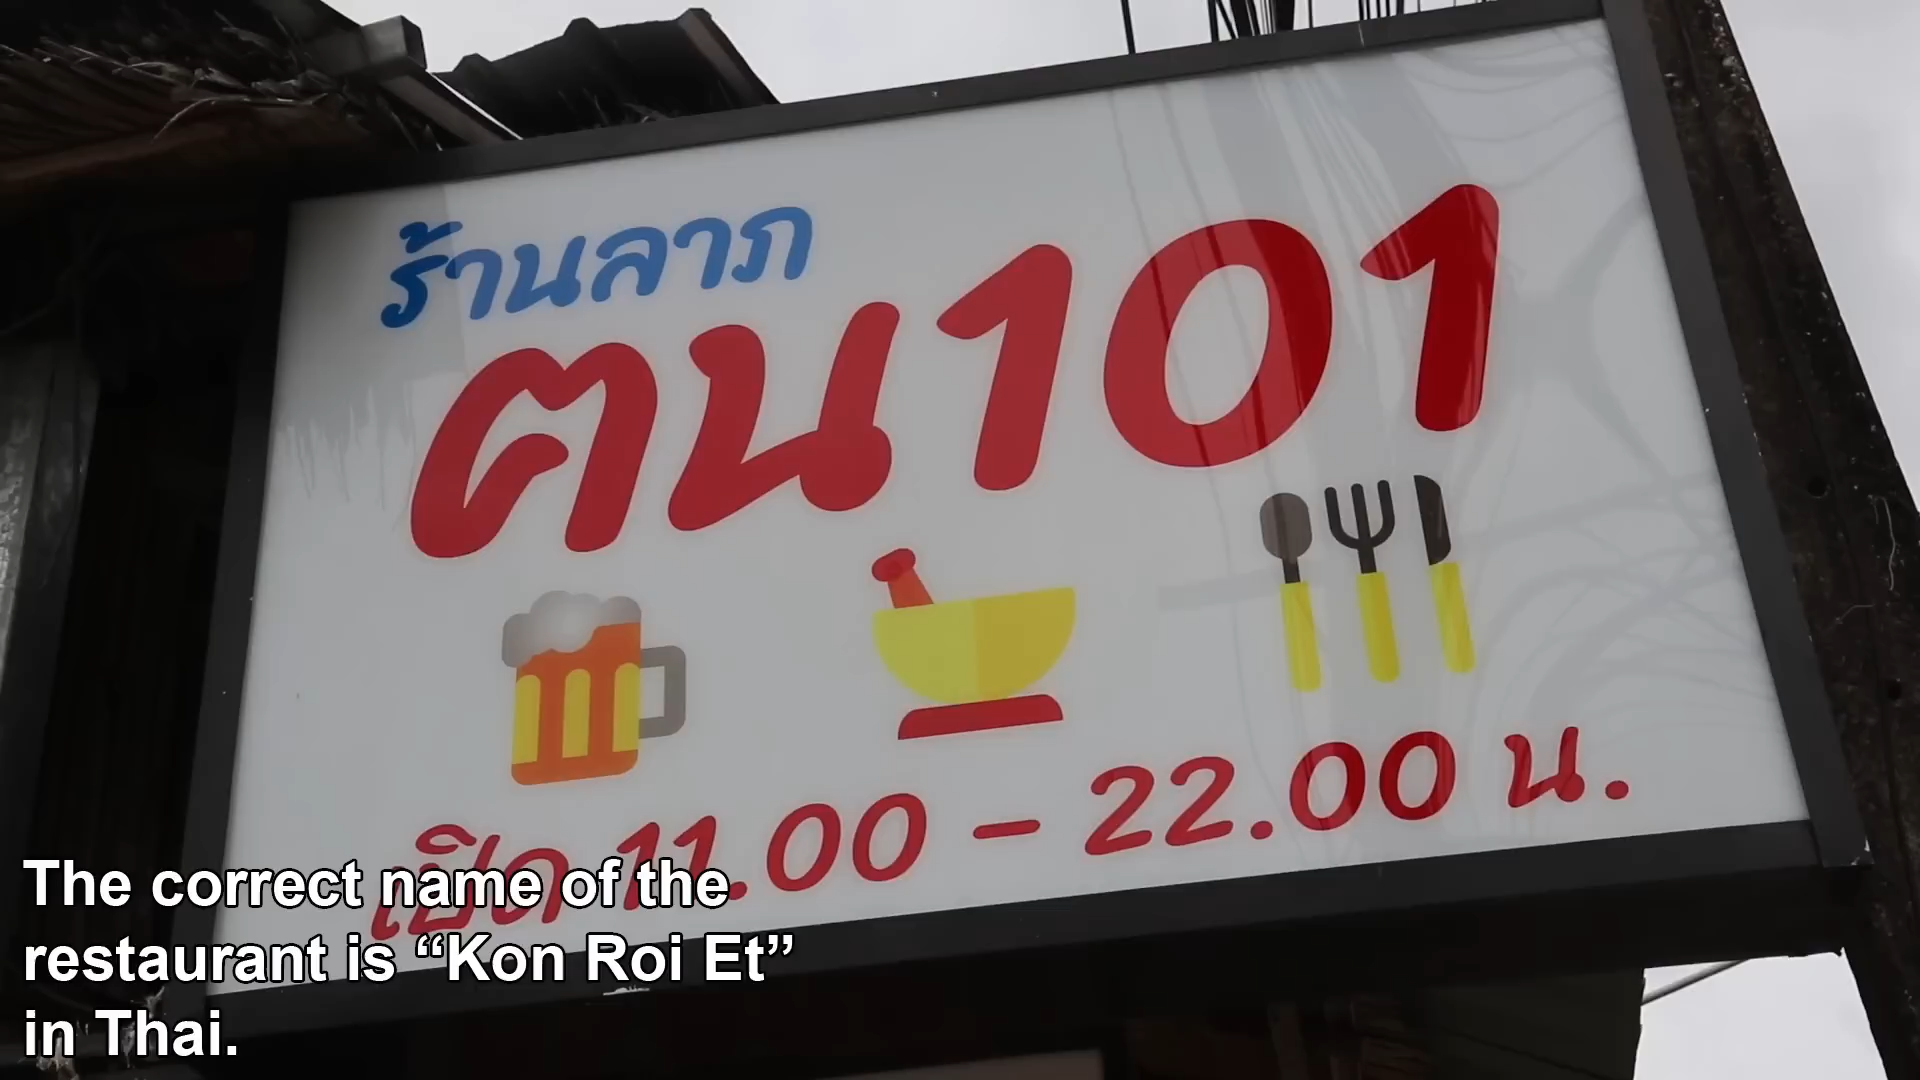 ร้านลาภ
ฅน101
เปิด 11.00 - 22.00 น.
The correct name of the
restaurant is “Kon Roi Et”
in Thai.